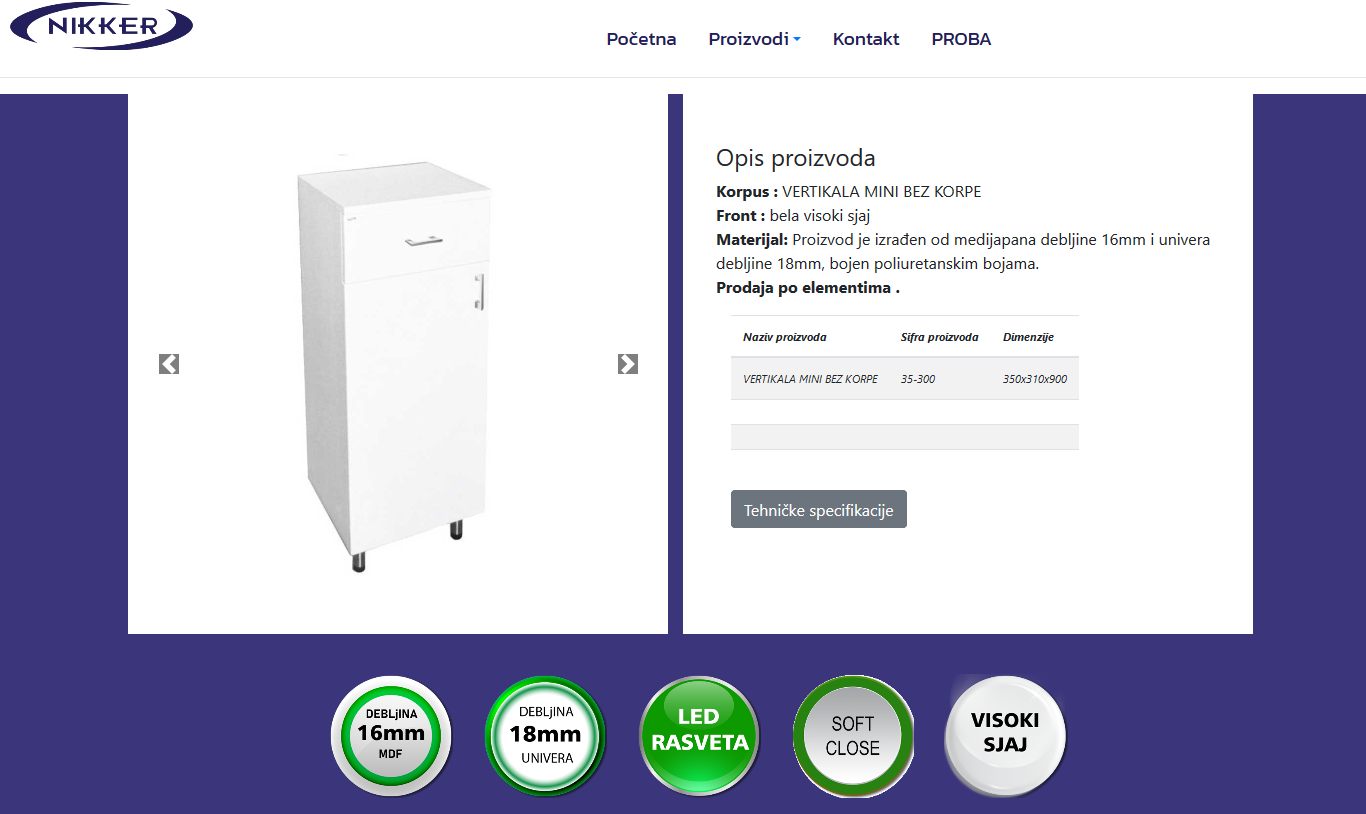 NIKKER
Početna Proizvodi Kontakt PROBA
Opis proizvoda
Korpus : VERTIKALA MINI BEZ KORPE
Front : bela visoki sjaj
Materijal: Proizvod je izrađen od medijapana debljine 16mm i univera
debljine 18mm, bojen poliuretanskim bojama.
Prodaja po elementima .
Naziv proizvoda Sifra proizvoda Dimenzije
VERTIKALA MINI BEZ KORPE 35-300 350x310x900
Tehničke specifikacije
DEBLjINA
16mm
MDF
DEBLjINA
18mm
UNIVERA
LED
RASVETA
SOFT
CLOSE
VISOKI
SJAJ